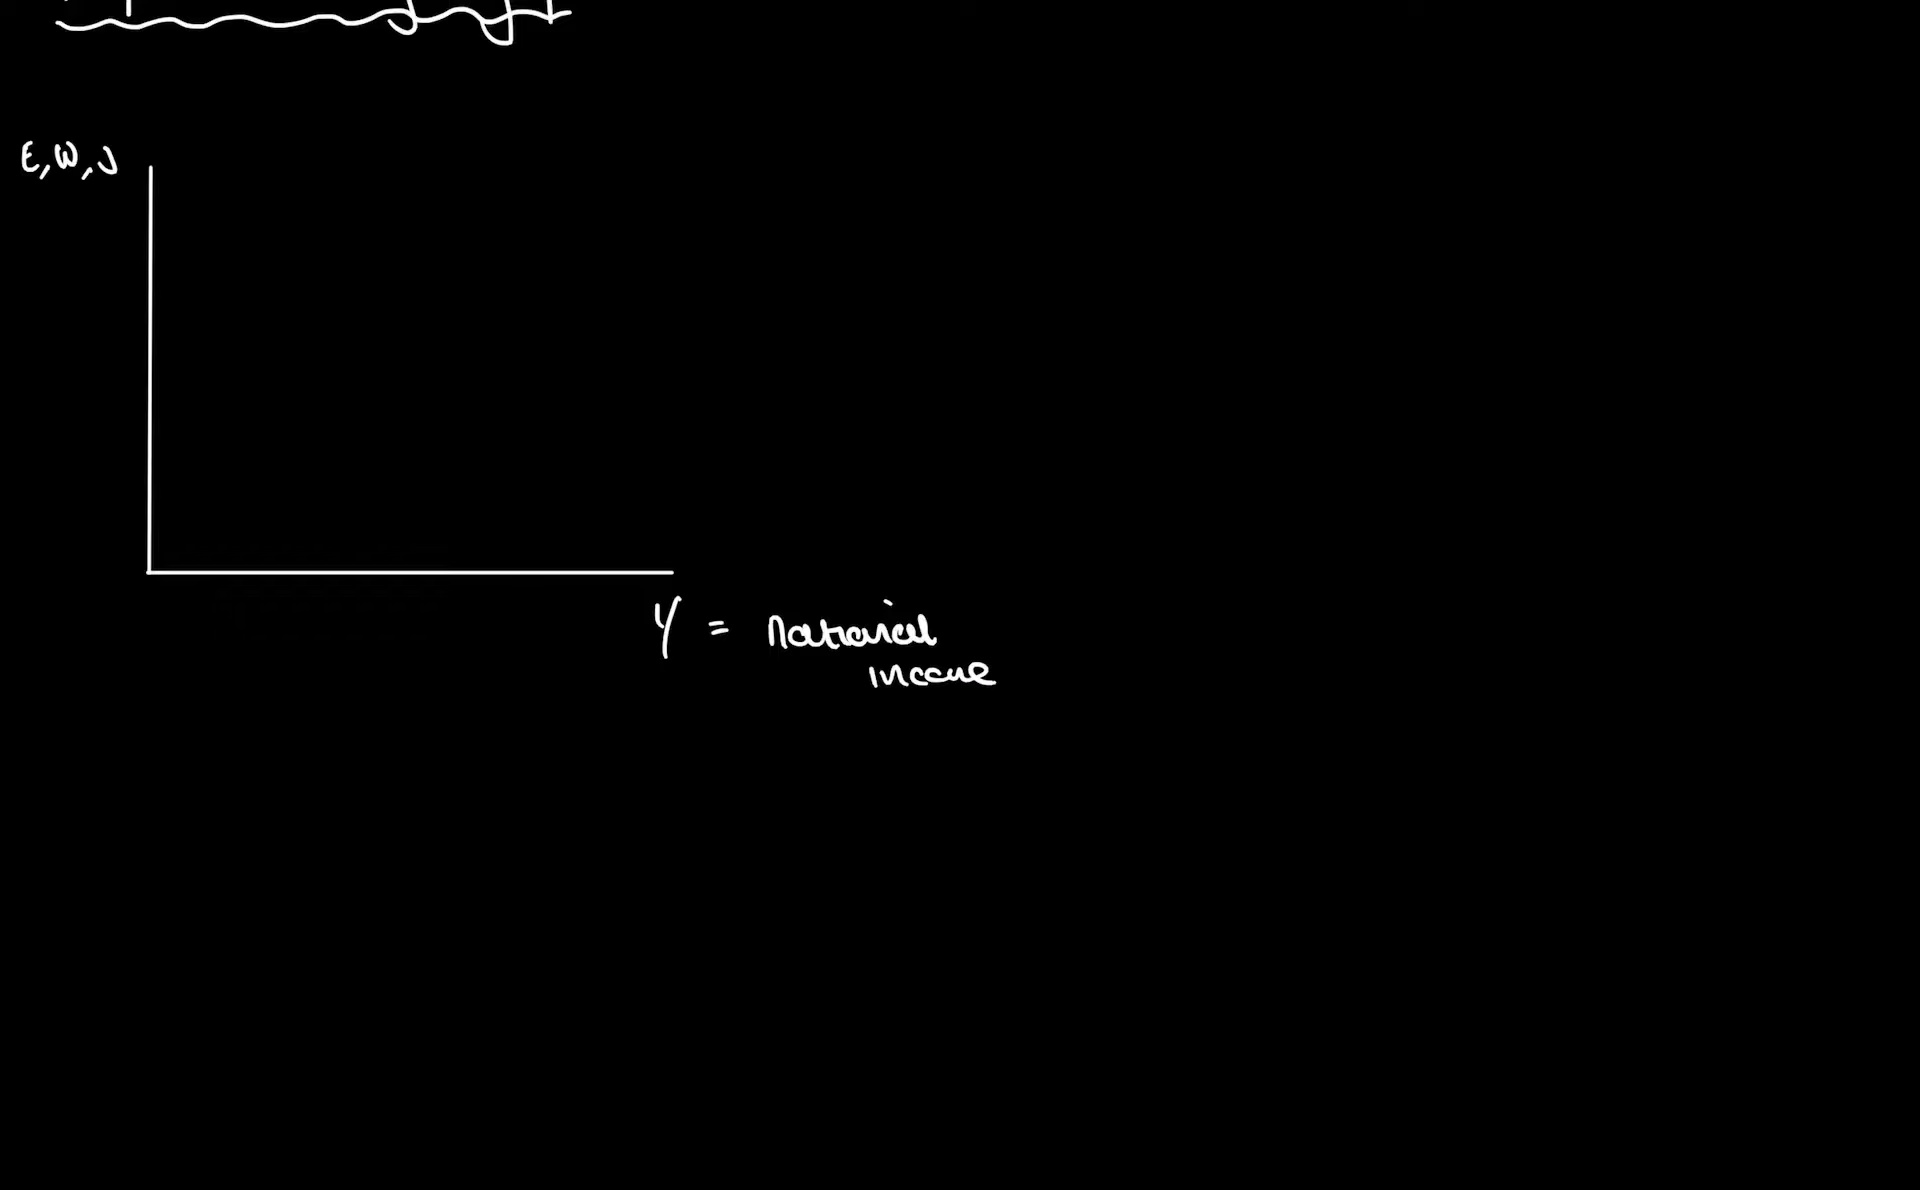 E, W, J
Y = national
income